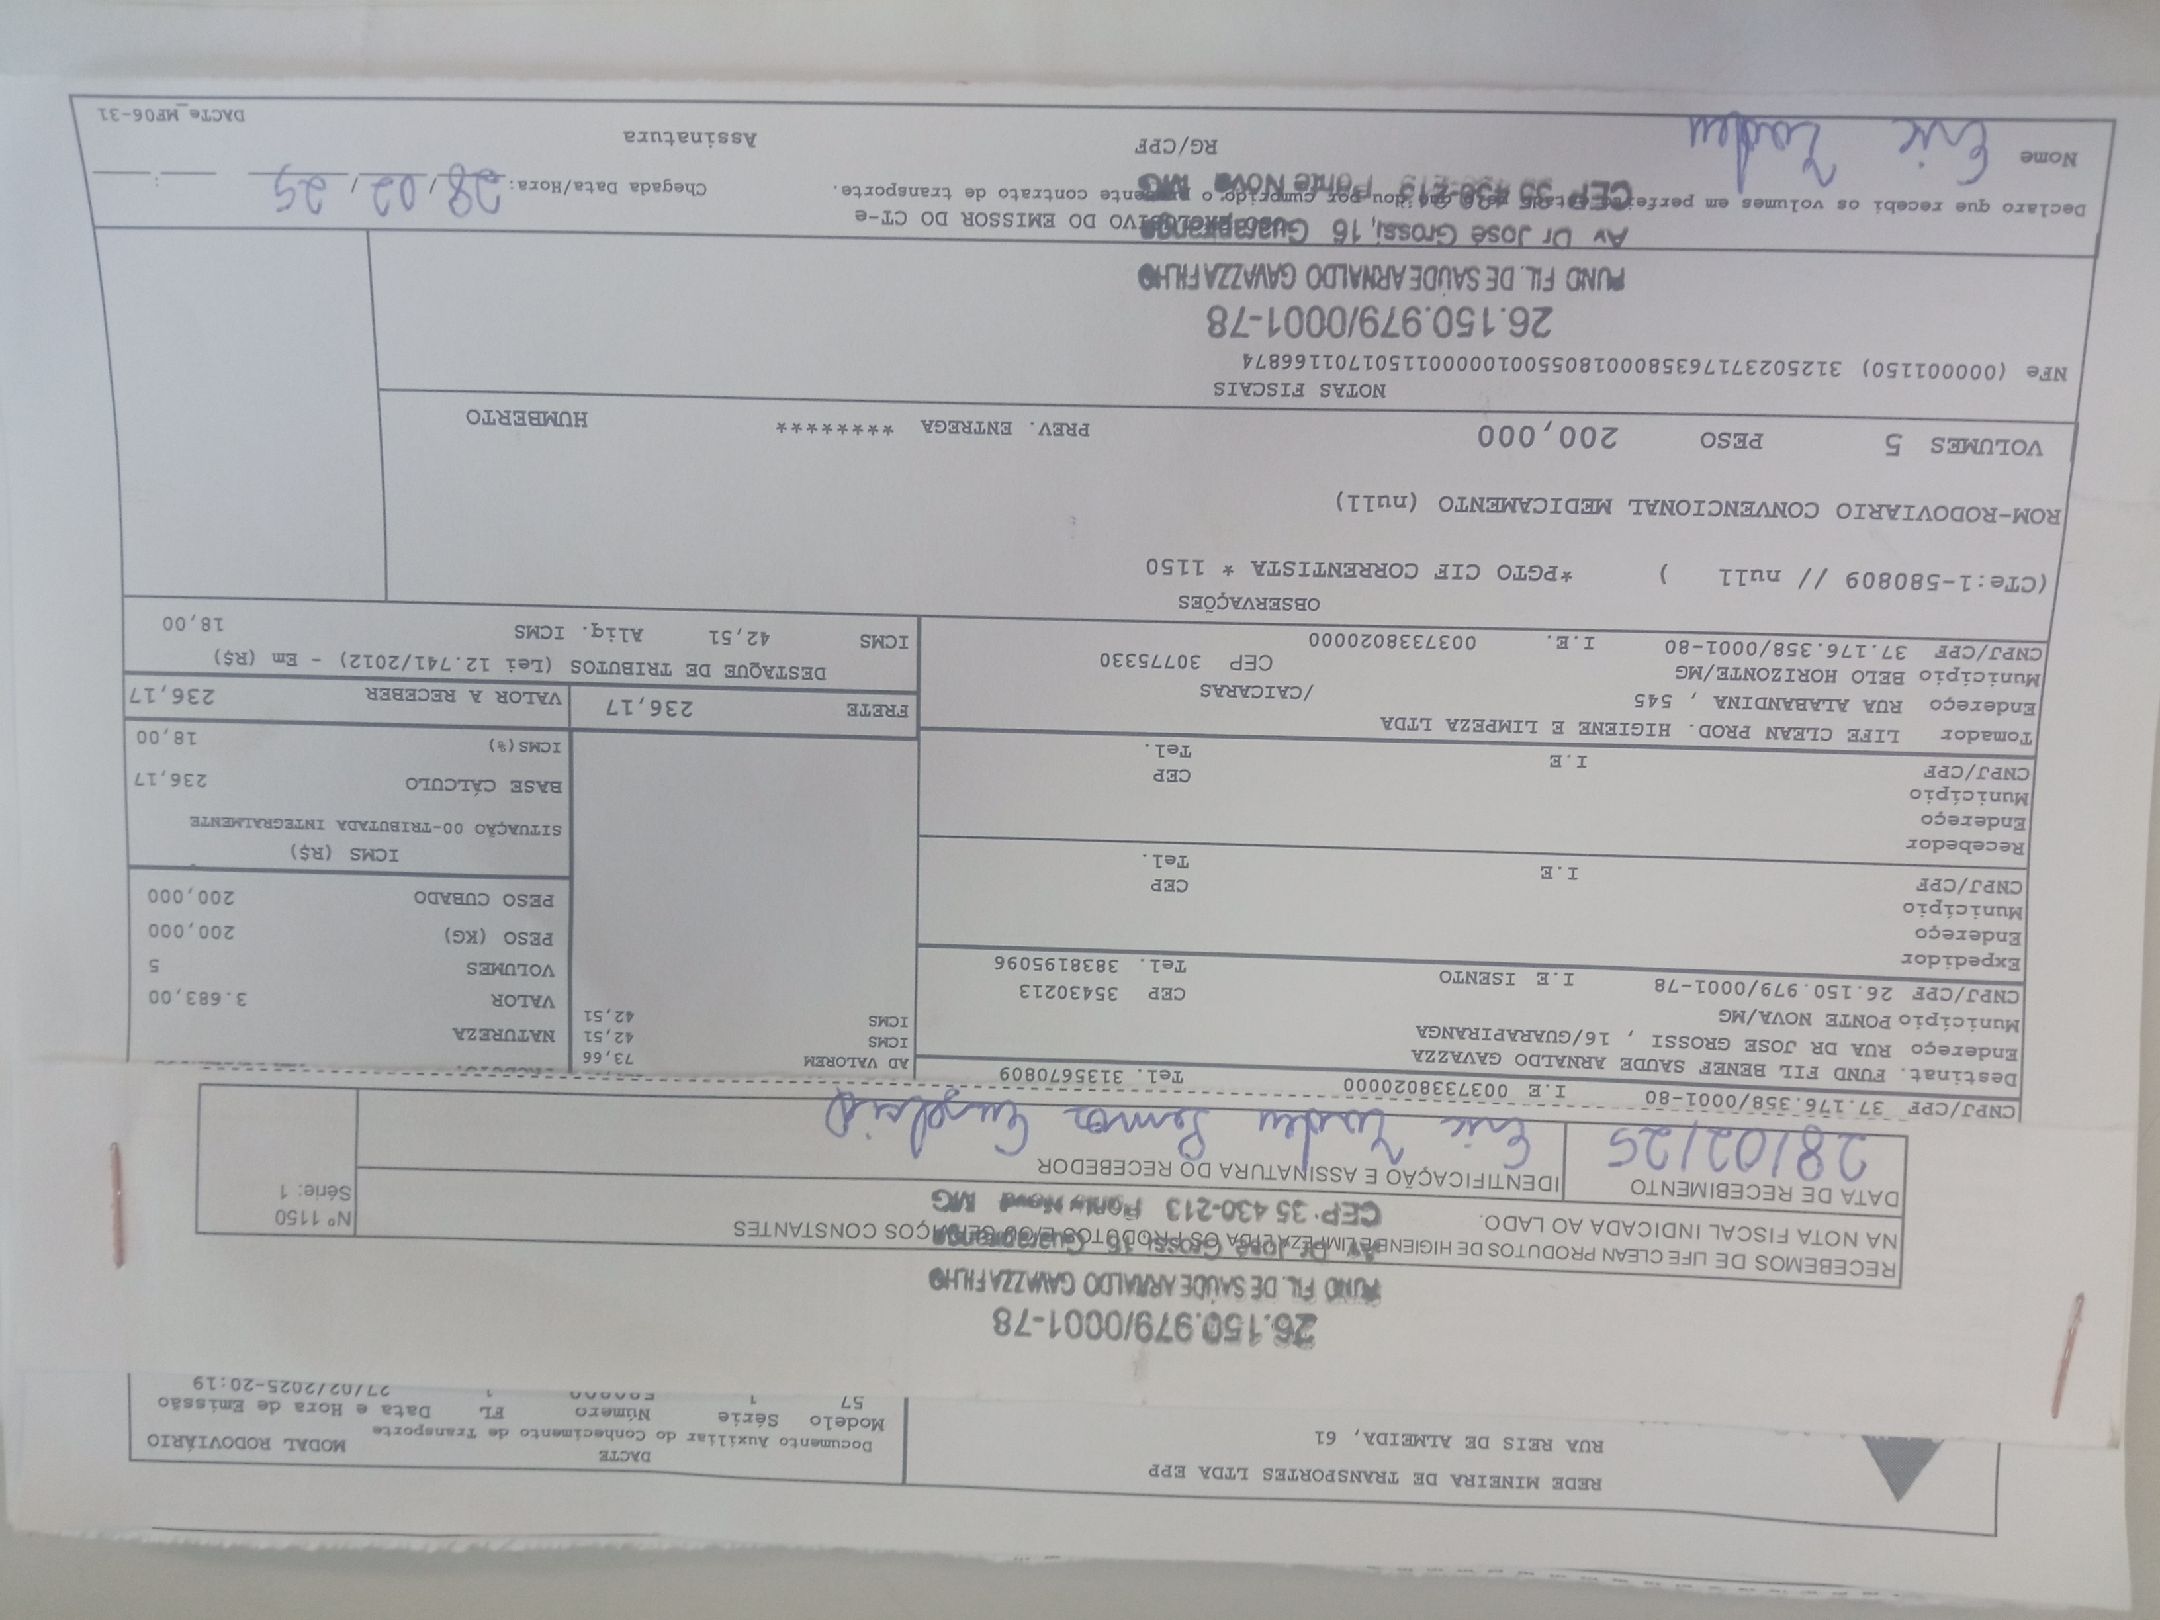 REDE MINEIRA DE TRANSPORTES LTDA EPP
RUA REIS DE ALMEIDA, 61
DACTE
Documento Auxiliar do Conhecimento de Transporte
MODAL RODOVIÁRIO
Modelo Série Número FL Data e Hora de Emissão
57 1 1 27/02/2025-20:19
26.150.979/0001-78
FUND FIL. DE SAÚDE ARNALDO GAVAZZA FILHO
Av Dr José Grossi, 16 Guarapiranga
CEP 35 430-213 Ponte Nova MG
RECEBEMOS DE LIFE CLEAN PRODUTOS DE HIGIENE E LIMPEZA LTDA OS PRODUTOS E/OU SERVIÇOS CONSTANTES
NA NOTA FISCAL INDICADA AO LADO.
Nº 1150
Série: 1
DATA DE RECEBIMENTO
28/02/25
IDENTIFICAÇÃO E ASSINATURA DO RECEBEDOR
Eric
CNPJ/CPF 37.176.358/0001-80 I.E 003733802000 Tel. 3135670809
Destinat. FUND FIL BENEF SAUDE ARNALDO GAVAZZA
Endereço RUA DR JOSE GROSSI , 16/GUARAPIRANGA
Município PONTE NOVA/MG CEP 35430213
CNPJ/CPF 26.150.979/0001-78 I.E ISENTO Tel. 3838195096
Expedidor
Endereço
Município CEP
CNPJ/CPF I.E Tel.
Recebedor
Endereço
Município CEP
CNPJ/CPF I.E Tel.
Tomador LIFE CLEAN PROD. HIGIENE E LIMPEZA LTDA
Endereço RUA ALABANDINA , 545 /CAICARAS
Município BELO HORIZONTE/MG CEP 30775330
CNPJ/CPF 37.176.358/0001-80 I.E. 0037338020000
AD VALOREM 73,66
ICMS 42,51
ICMS 42,51
NATUREZA
VALOR 3.683,00
VOLUMES 5
PESO (KG) 200,000
PESO CUBADO 200,000
ICMS (R$)
SITUAÇÃO 00-TRIBUTADA INTEGRALMENTE
BASE CÁLCULO 236,17
ICMS(%) 18,00
FRETE 236,17 VALOR A RECEBER 236,17
DESTAQUE DE TRIBUTOS (Lei 12.741/2012) - Em (R$)
ICMS 42,51 Aliq. ICMS 18,00
OBSERVAÇÕES
(CTe:1-580809 // null ) *PGTO CIF CORRENTISTA * 1150
ROM-RODOVIARIO CONVENCIONAL MEDICAMENTO (null)
VOLUMES 5 PESO 200,000 PREV. ENTREGA ********* HUMBERTO
NOTAS FISCAIS
NFe (000001150) 31250237176358000180550010000011501701166874
26.150.979/0001-78
FUND FIL. DE SAÚDE ARNALDO GAVAZZA FILHO
Av Dr José Grossi, 16 Guarapiranga
CEP 35 430-213 Ponte Nova MG
USO EXCLUSIVO DO EMISSOR DO CT-e
Declaro que recebi os volumes em perfeito estado pelo que dou por cumprido o presente contrato de transporte.
Nome Eric
RG/CPF
Assinatura
Chegada Data/Hora: 28/02/25 :
DACTe_MF06-31